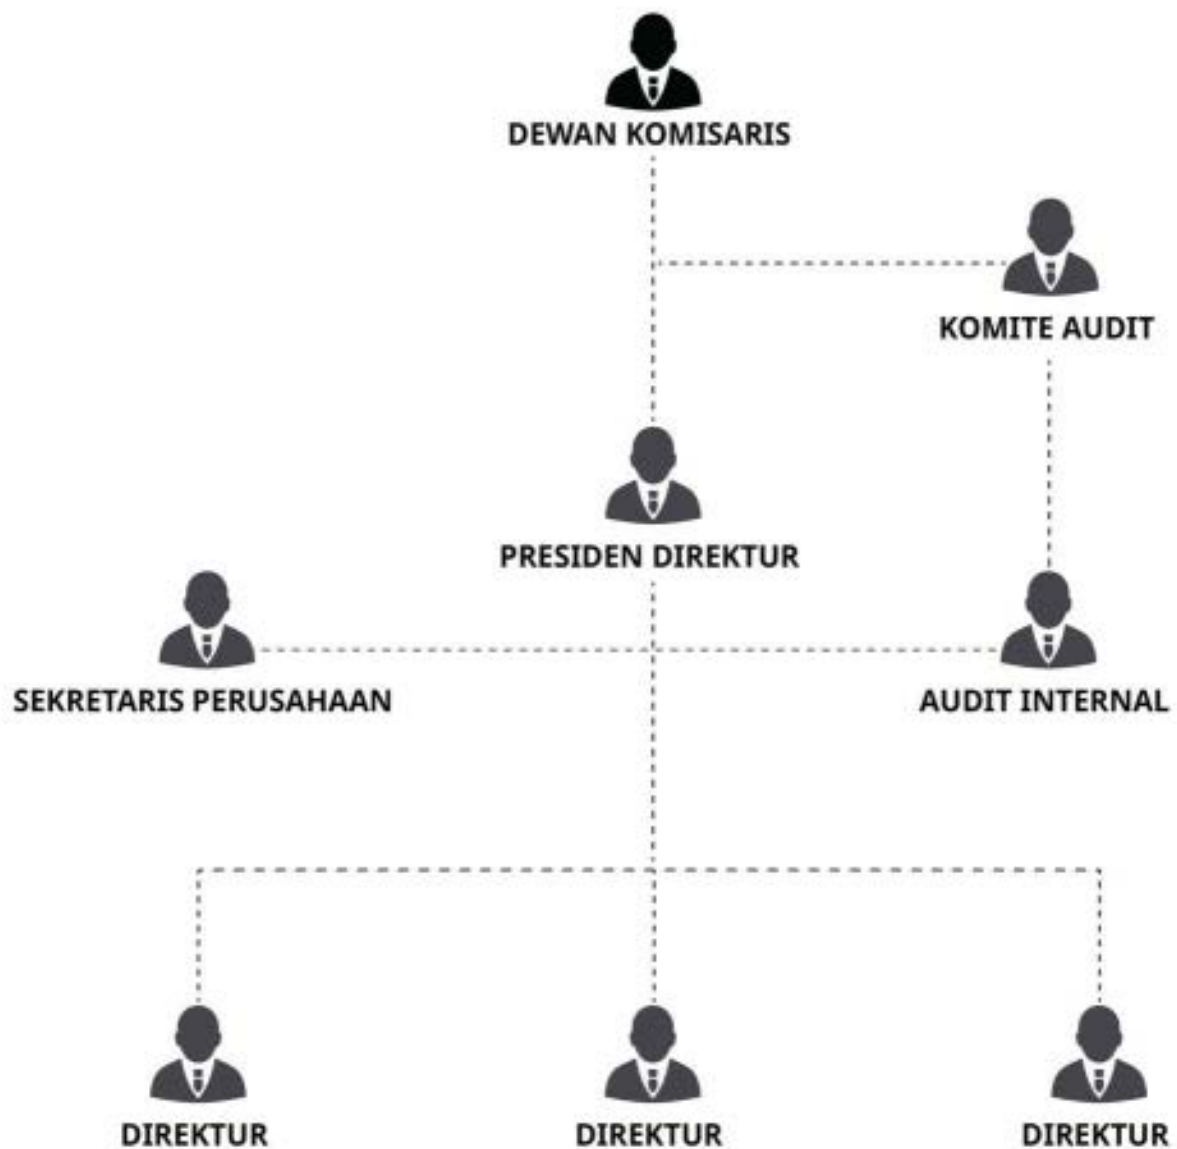 DEWAN KOMISARIS
KOMITE AUDIT
PRESIDEN DIREKTUR
SEKRETARIS PERUSAHAAN
AUDIT INTERNAL
DIREKTUR
DIREKTUR
DIREKTUR